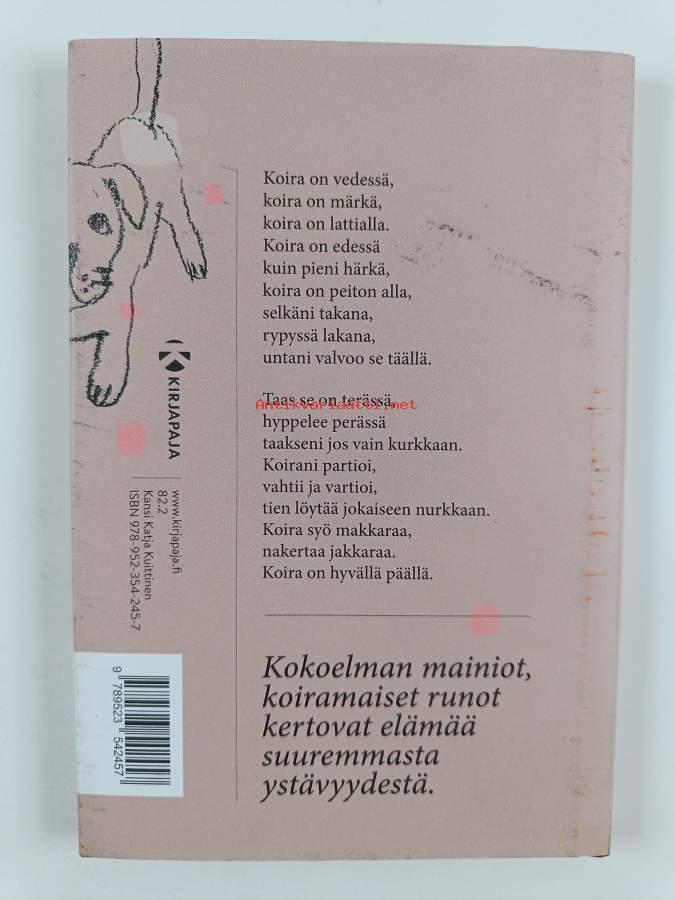 Koira on vedessä,
koira on märkä,
koira on lattialla.
Koira on edessä
kuin pieni härkä,
koira on peiton alla,
selkäni takana,
rypyssä lakana,
untani valvoo se täällä.
Taas se on terässä,
Antikvariaatti.net
hyppelee perässä
taakseni jos vain kurkkaan.
Koirani partioi,
vahtii ja vartioi,
tien löytää jokaiseen nurkkaan.
Koira syö makkaraa,
nakertaa jakkaraa.
Koira on hyvällä päällä.
Kokoelman mainiot,
koiramaiset runot
kertovat elämää
suuremmasta
ystävyydestä.
KIRJAPAJA
www.kirjapaja.fi
82.2
Kansi Katja Kuittinen
ISBN 978-952-354-245-7
9 789523 542457